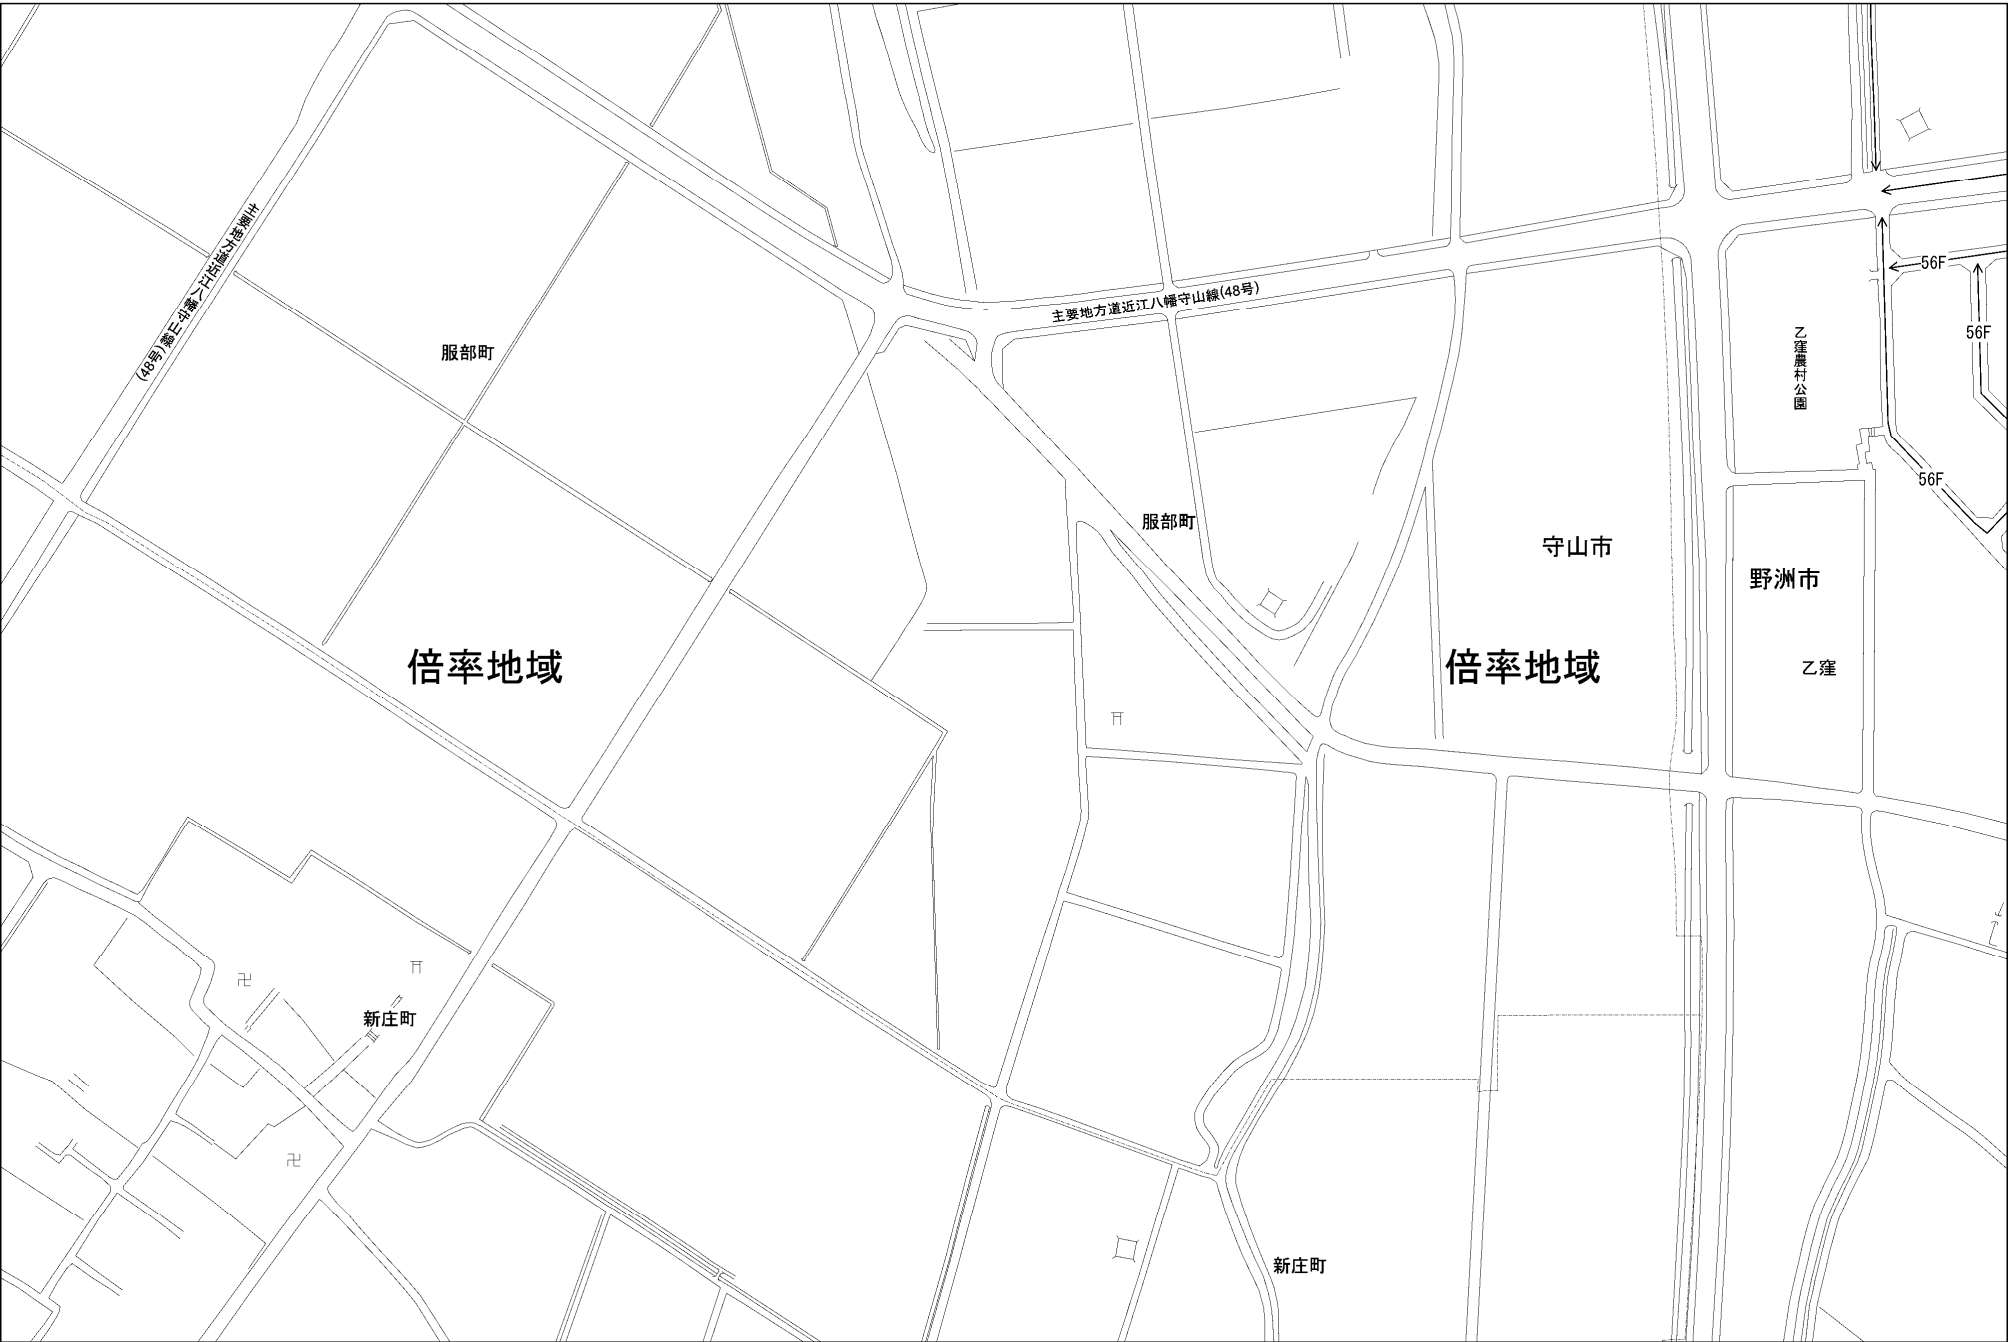 主要地方道近江八幡守山線(48号)
主要地方道近江八幡守山線(48号)
56F
56F
乙窪農村公園
服部町
56F
服部町
守山市
野洲市
倍率地域
倍率地域
乙窪
新庄町
新庄町